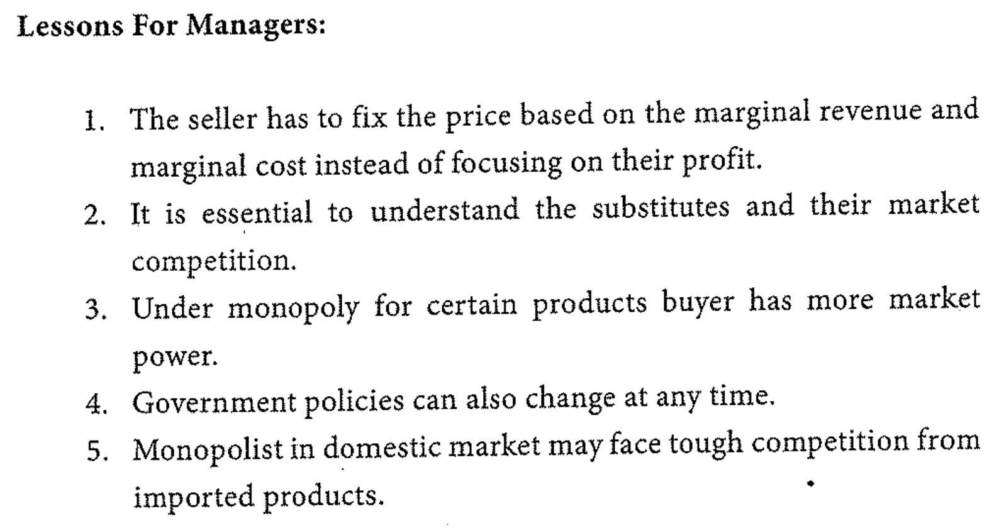 Lessons For Managers:
1. The seller has to fix the price based on the marginal revenue and
marginal cost instead of focusing on their profit.
2. It is essential to understand the substitutes and their market
competition.
3. Under monopoly for certain products buyer has more market
power.
4. Government policies can also change at any time.
5. Monopolist in domestic market may face tough competition from
imported products.